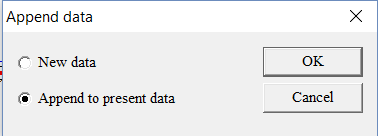 Append data
New data
OK
Append to present data
Cancel